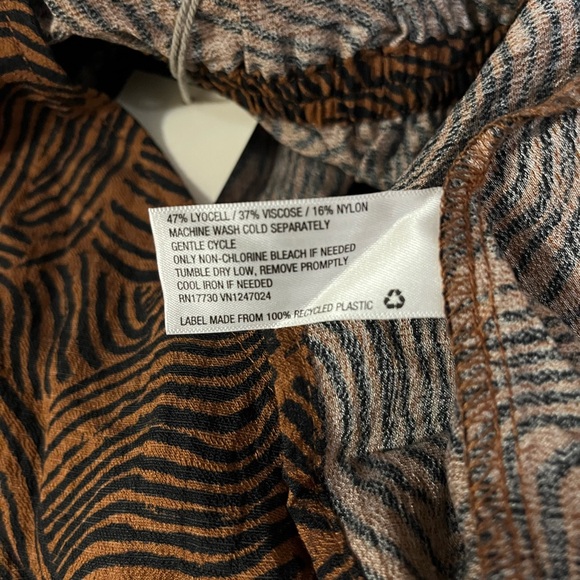 47% LYOCELL / 37% VISCOSE / 16% NYLON
MACHINE WASH COLD SEPARATELY
GENTLE CYCLE
ONLY NON-CHLORINE BLEACH IF NEEDED
TUMBLE DRY LOW, REMOVE PROMPTLY
COOL IRON IF NEEDED
RN17730 VN1247024
LABEL MADE FROM 100% RECYCLED PLASTIC